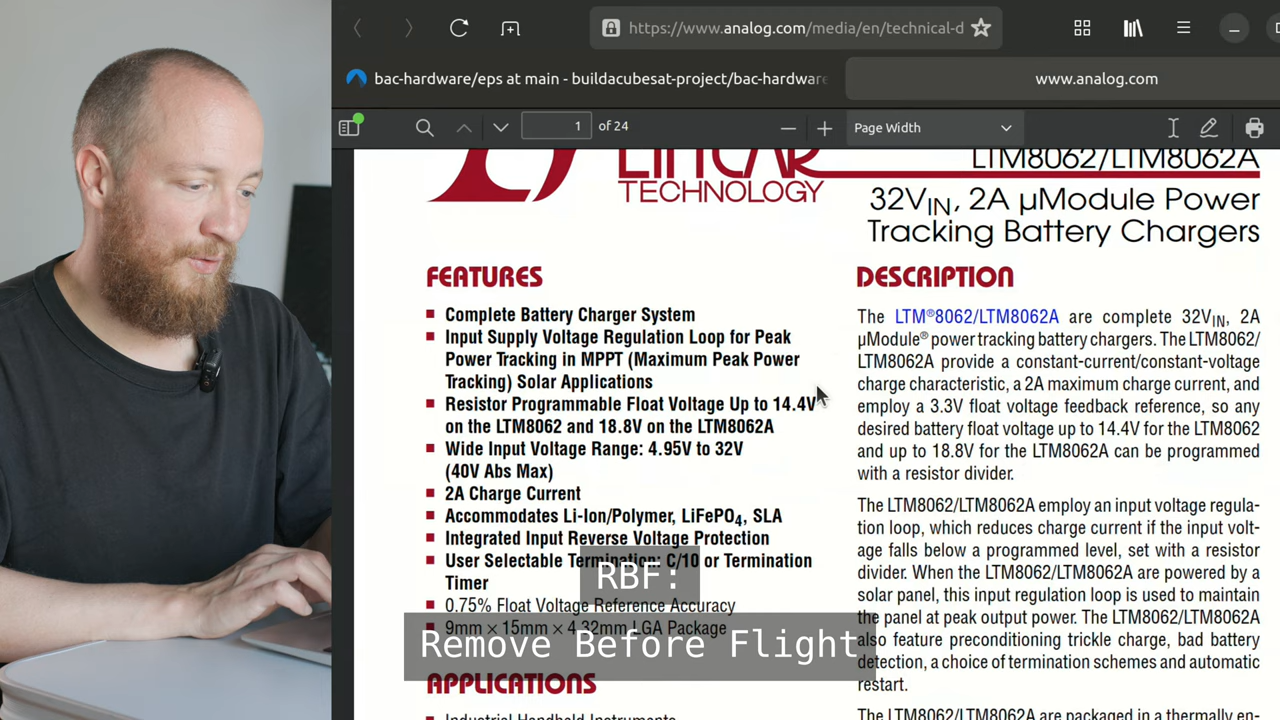 https://www.analog.com/media/en/technical-d
bac-hardware/eps at main - buildacubesat-project/bac-hardware
www.analog.com
1 of 24
Page Width
LINEAR
TECHNOLOGY
LTM8062/LTM8062A
32VIN, 2A µModule Power
Tracking Battery Chargers
FEATURES
Complete Battery Charger System
Input Supply Voltage Regulation Loop for Peak
Power Tracking in MPPT (Maximum Peak Power
Tracking) Solar Applications
Resistor Programmable Float Voltage Up to 14.4V
on the LTM8062 and 18.8V on the LTM8062A
Wide Input Voltage Range: 4.95V to 32V
(40V Abs Max)
2A Charge Current
Accommodates Li-Ion/Polymer, LiFePO4, SLA
Integrated Input Reverse Voltage Protection
User Selectable Termination: C/10 or Termination
Timer
0.75% Float Voltage Reference Accuracy
9mm × 15mm × 4.32mm LGA Package
APPLICATIONS
Industrial Handheld Instruments
DESCRIPTION
The LTM®8062/LTM8062A are complete 32VIN, 2A
µModule® power tracking battery chargers. The LTM8062/
LTM8062A provide a constant-current/constant-voltage
charge characteristic, a 2A maximum charge current, and
employ a 3.3V float voltage feedback reference, so any
desired battery float voltage up to 14.4V for the LTM8062
and up to 18.8V for the LTM8062A can be programmed
with a resistor divider.
The LTM8062/LTM8062A employ an input voltage regula-
tion loop, which reduces charge current if the input volt-
age falls below a programmed level, set with a resistor
divider. When the LTM8062/LTM8062A are powered by a
solar panel, this input regulation loop is used to maintain
the panel at peak output power. The LTM8062/LTM8062A
also feature preconditioning trickle charge, bad battery
detection, a choice of termination schemes and automatic
restart.
The LTM8062/LTM8062A are packaged in a thermally en-
RBF:
Remove Before Flight